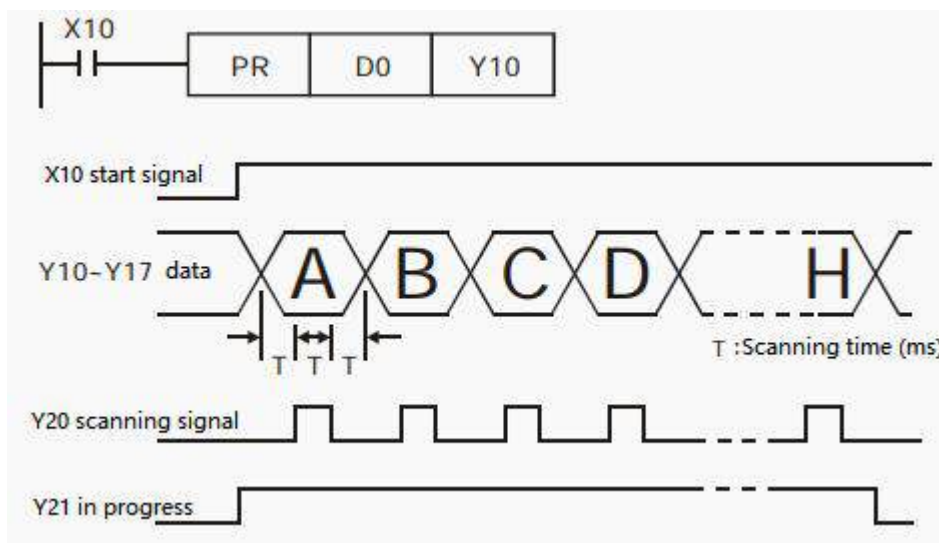 X10
PR D0 Y10
X10 start signal
Y10~Y17 data A B C D H
T T T
T :Scanning time (ms)
Y20 scanning signal
Y21 in progress